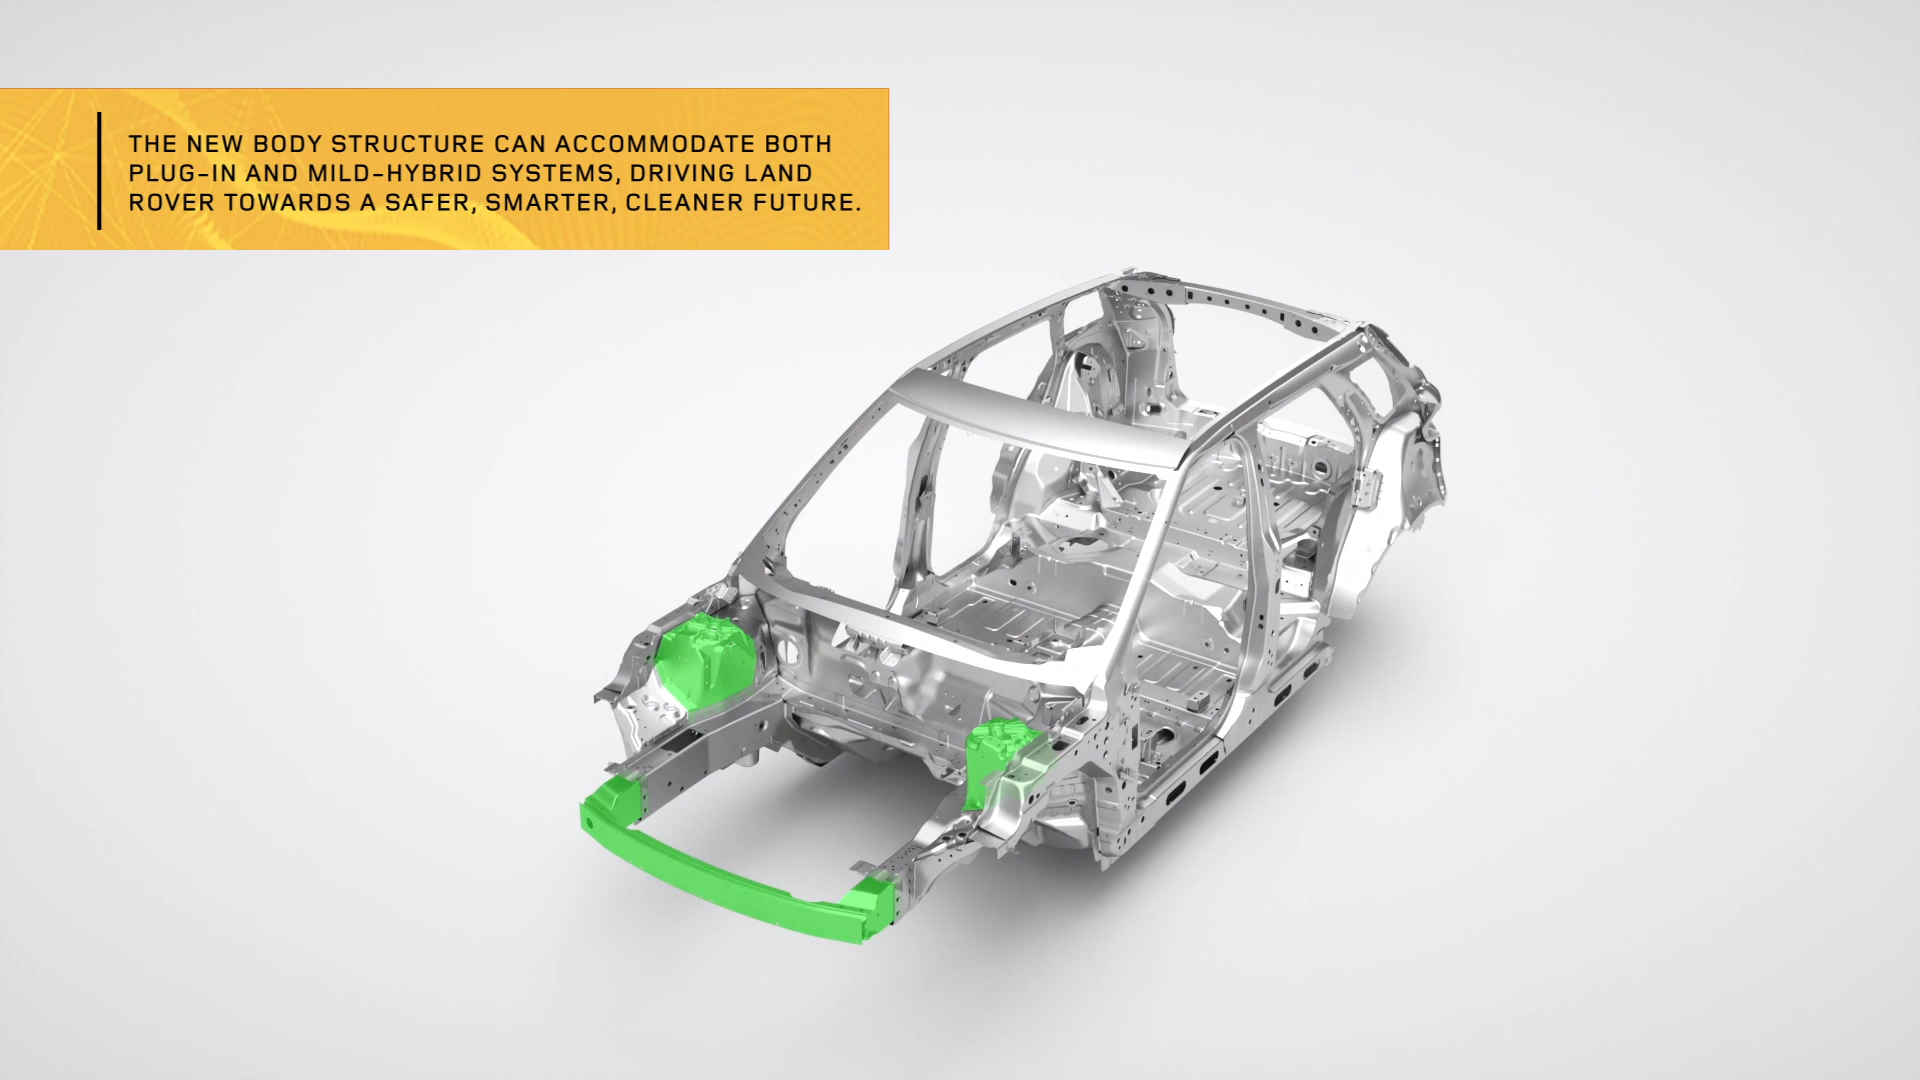 THE NEW BODY STRUCTURE CAN ACCOMMODATE BOTH
PLUG-IN AND MILD-HYBRID SYSTEMS, DRIVING LAND
ROVER TOWARDS A SAFER, SMARTER, CLEANER FUTURE.